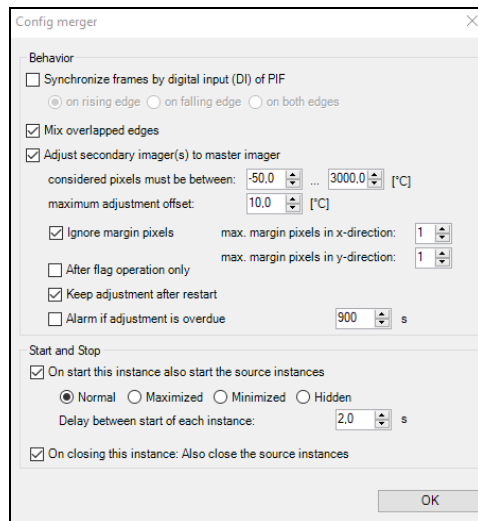 Config merger
Behavior
Synchronize frames by digital input (DI) of PIF
on rising edge on falling edge on both edges
Mix overlapped edges
Adjust secondary imager(s) to master imager
considered pixels must be between: -50,0 ... 3000,0 [°C]
maximum adjustment offset: 10,0 [°C]
Ignore margin pixels max. margin pixels in x-direction: 1
max. margin pixels in y-direction: 1
After flag operation only
Keep adjustment after restart
Alarm if adjustment is overdue 900 s
Start and Stop
On start this instance also start the source instances
Normal Maximized Minimized Hidden
Delay between start of each instance: 2,0 s
On closing this instance: Also close the source instances
OK